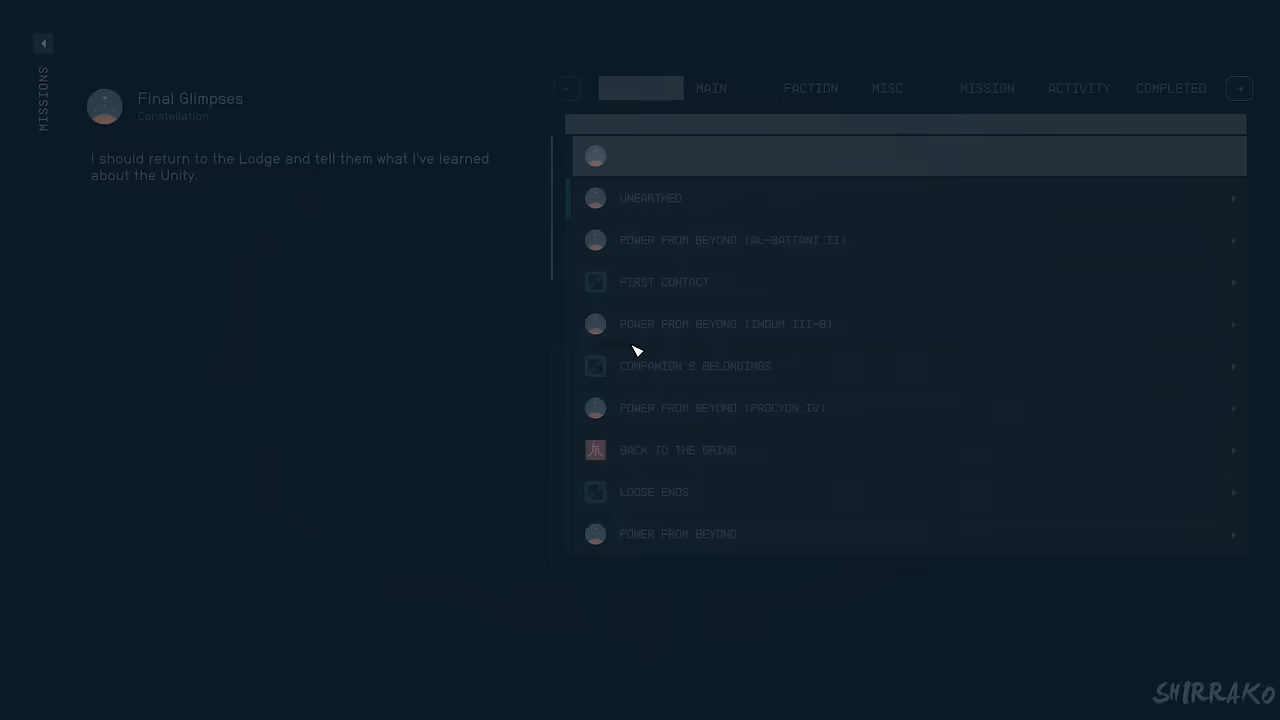 MISSIONS
Final Glimpses
Constellation
I should return to the Lodge and tell them what I've learned
about the Unity.
MAIN FACTION MISC MISSION ACTIVITY COMPLETED
UNEARTHED
POWER FROM BEYOND (AL-BATTANI II)
FIRST CONTACT
POWER FROM BEYOND (INDUM III-B)
COMPANION'S BELONGINGS
POWER FROM BEYOND (PROCYON IV)
BACK TO THE GRIND
LOOSE ENDS
POWER FROM BEYOND
SHIRRAKO